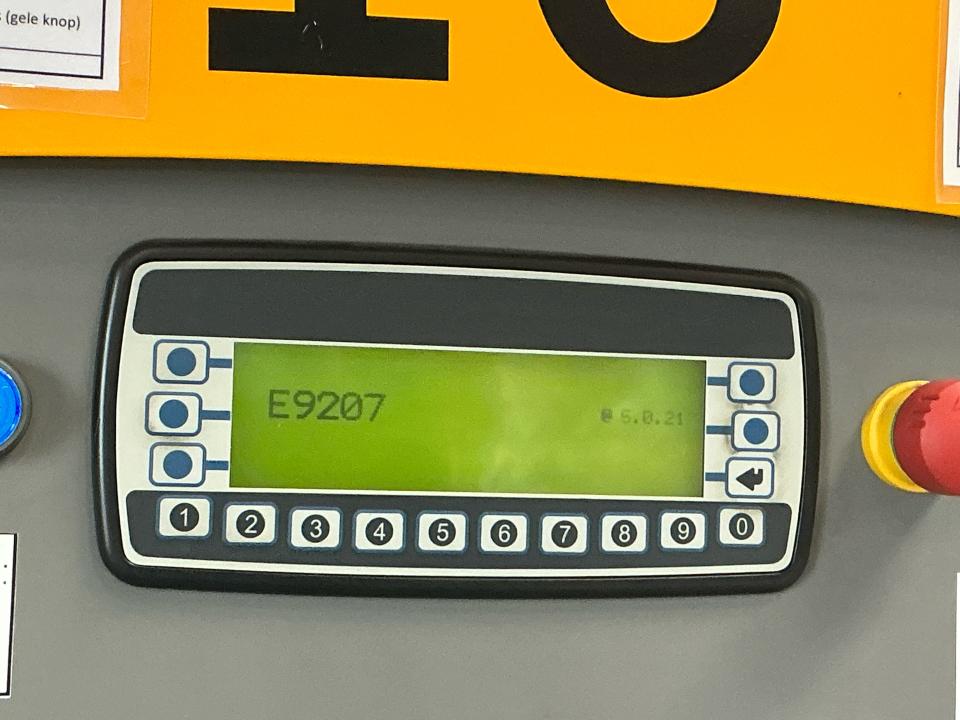 (gele knop)
E9207
@ 5.0.21
1 2 3 4 5 6 7 8 9 0